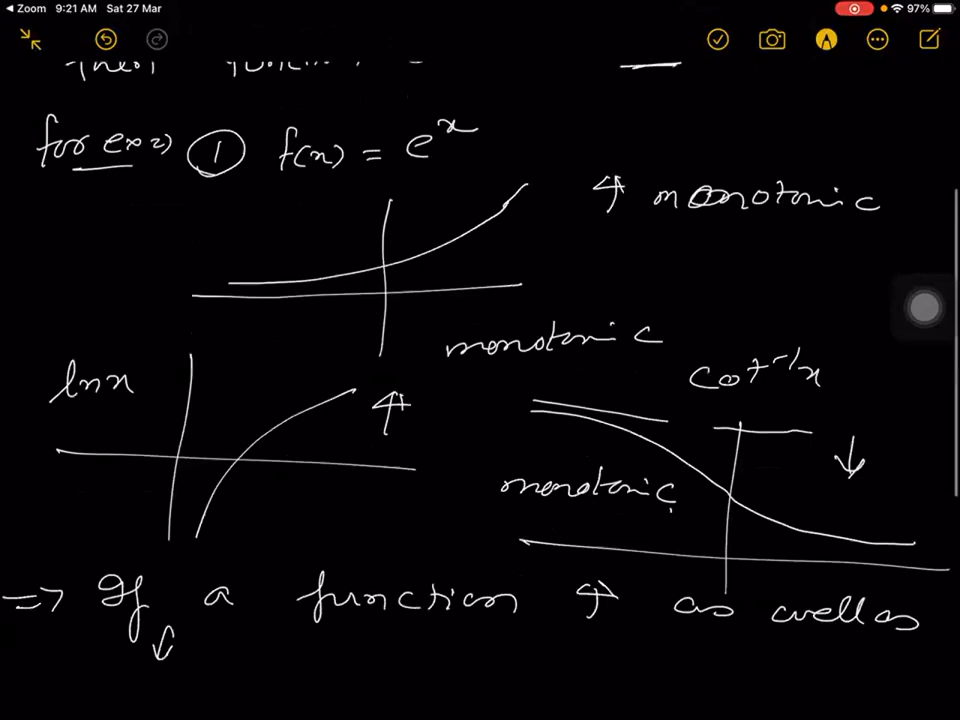 Zoom 9:21 AM Sat 27 Mar 97%
for ex => ① f(x) = e^x
↑ monotonic
monotonic
ln x ↑
cot⁻¹x
↓
monotonic
=> If a function ↑ as well as
↓